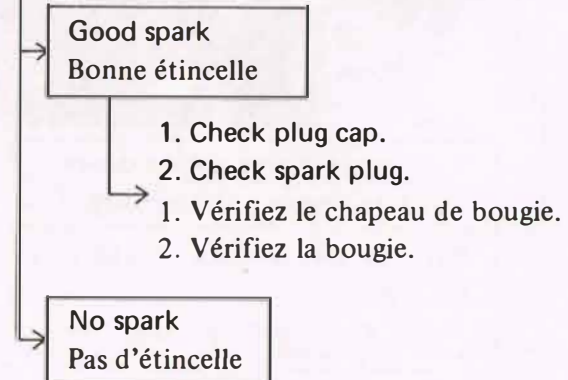 Good spark
Bonne étincelle
1. Check plug cap.
2. Check spark plug.
1. Vérifiez le chapeau de bougie.
2. Vérifiez la bougie.
No spark
Pas d'étincelle